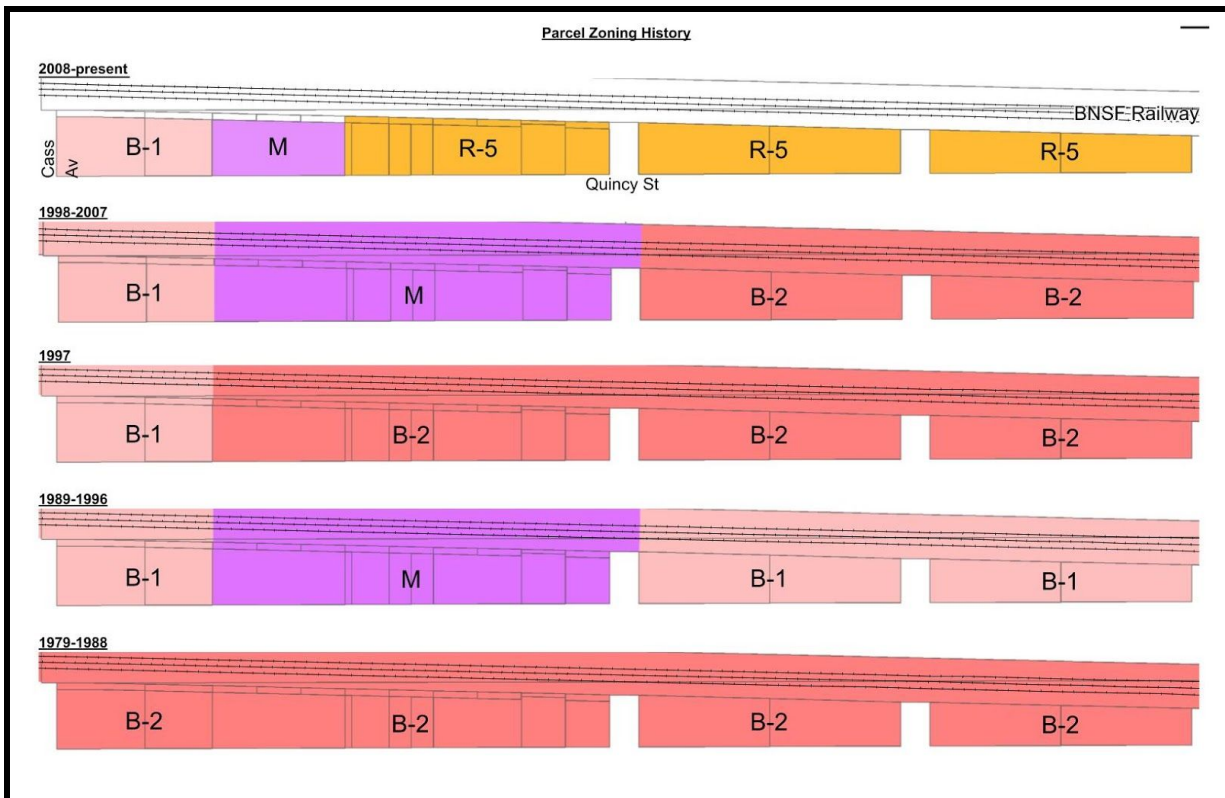 Parcel Zoning History
2008-present
BNSF Railway
Cass
Av
B-1
M
R-5
R-5
R-5
Quincy St
1998-2007
B-1
M
B-2
B-2
1997
B-1
B-2
B-2
B-2
1989-1996
B-1
M
B-1
B-1
1979-1988
B-2
B-2
B-2
B-2